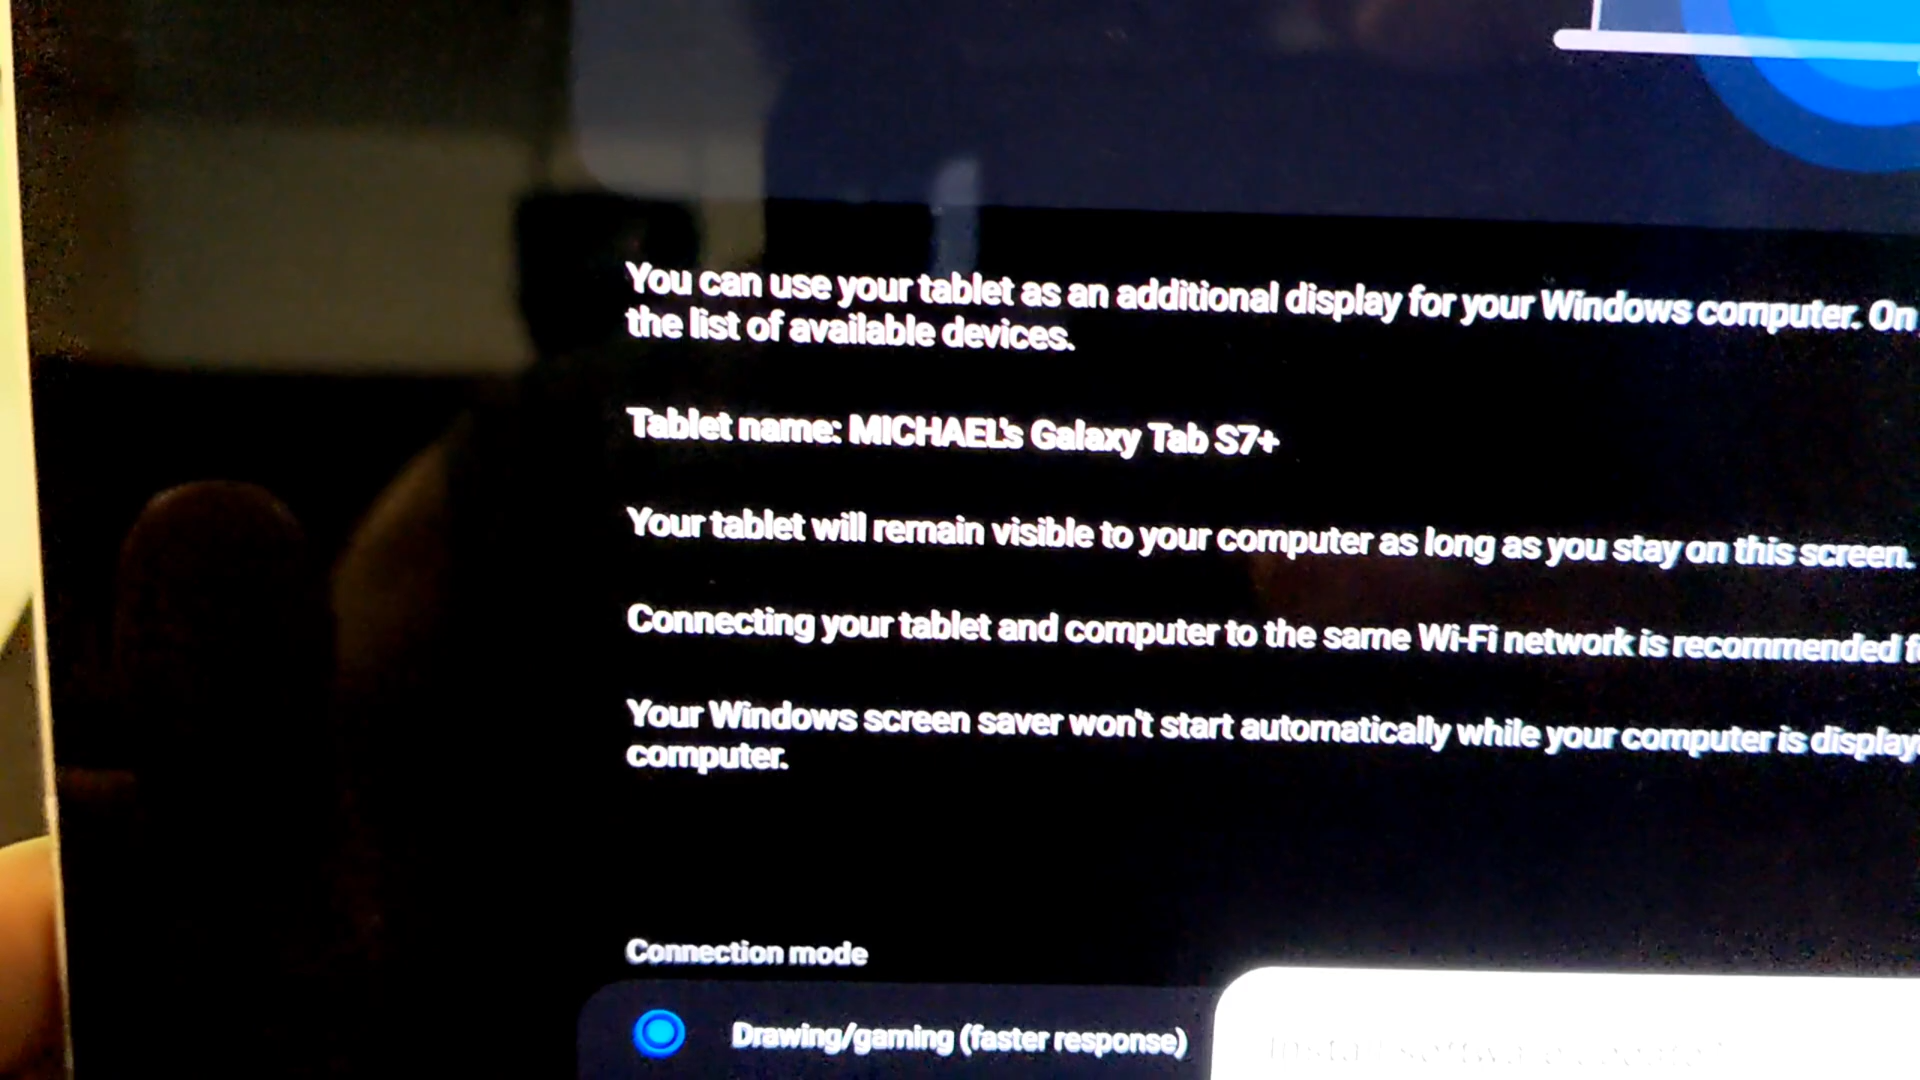 You can use your tablet as an additional display for your Windows computer. On
the list of available devices.
Tablet name: MICHAEL's Galaxy Tab S7+
Your tablet will remain visible to your computer as long as you stay on this screen.
Connecting your tablet and computer to the same Wi-Fi network is recommended
Your Windows screen saver won't start automatically while your computer is
computer.
Connection mode
Drawing/gaming (faster response)